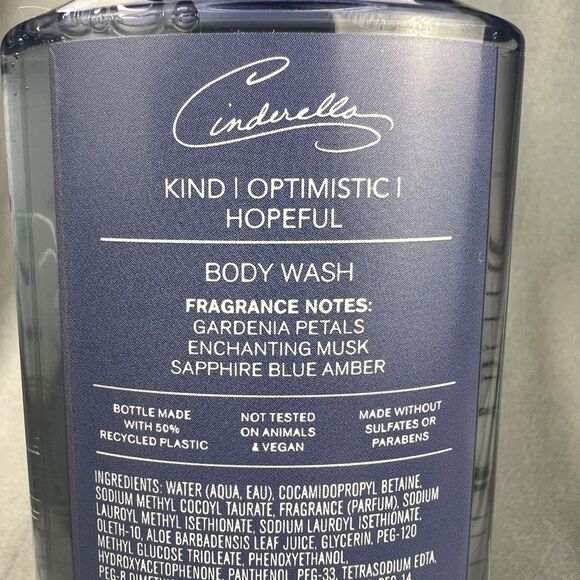 Cinderella
KIND | OPTIMISTIC |
HOPEFUL
BODY WASH
FRAGRANCE NOTES:
GARDENIA PETALS
ENCHANTING MUSK
SAPPHIRE BLUE AMBER
BOTTLE MADE
WITH 50%
RECYCLED PLASTIC
NOT TESTED
ON ANIMALS
& VEGAN
MADE WITHOUT
SULFATES OR
PARABENS
INGREDIENTS: WATER (AQUA, EAU), COCAMIDOPROPYL BETAINE,
SODIUM METHYL COCOYL TAURATE, FRAGRANCE (PARFUM), SODIUM
LAUROYL METHYL ISETHIONATE, SODIUM LAUROYL ISETHIONATE,
OLETH-10, ALOE BARBADENSIS LEAF JUICE, GLYCERIN, PEG-120
METHYL GLUCOSE TRIOLEATE, PHENOXYETHANOL,
HYDROXYACETOPHENONE, PANTHENOL, PEG-33, TETRASODIUM EDTA,